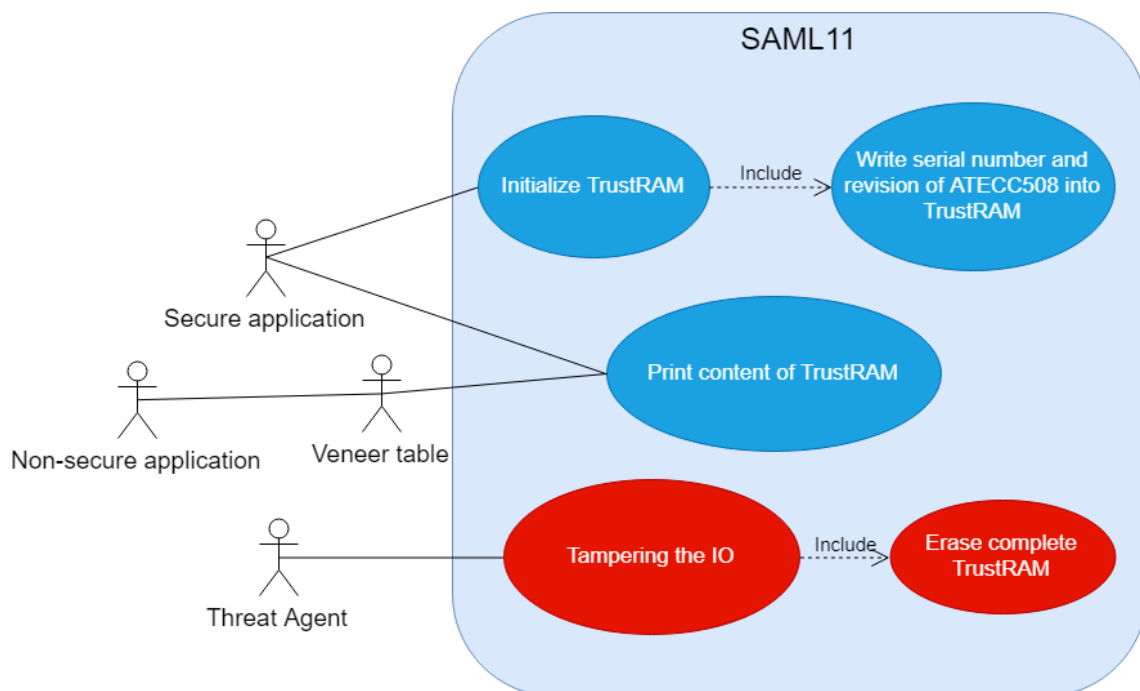 SAML11
Initialize TrustRAM
Include
Write serial number and
revision of ATECC508 into
TrustRAM
Secure application
Print content of TrustRAM
Non-secure application
Veneer table
Tampering the IO
Include
Erase complete
TrustRAM
Threat Agent